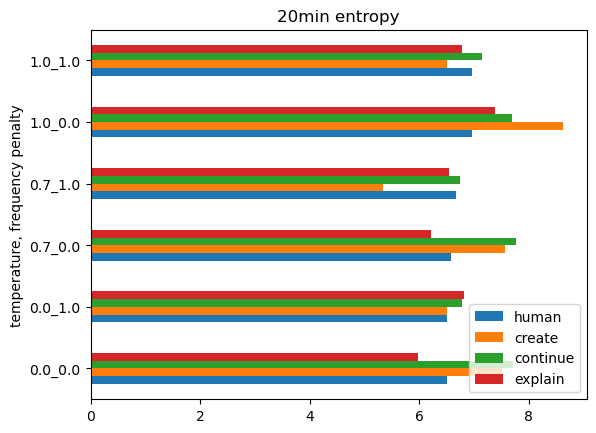 20min entropy
temperature, frequency penalty
1.0_1.0
1.0_0.0
0.7_1.0
0.7_0.0
0.0_1.0
0.0_0.0
human
create
continue
explain
0 2 4 6 8